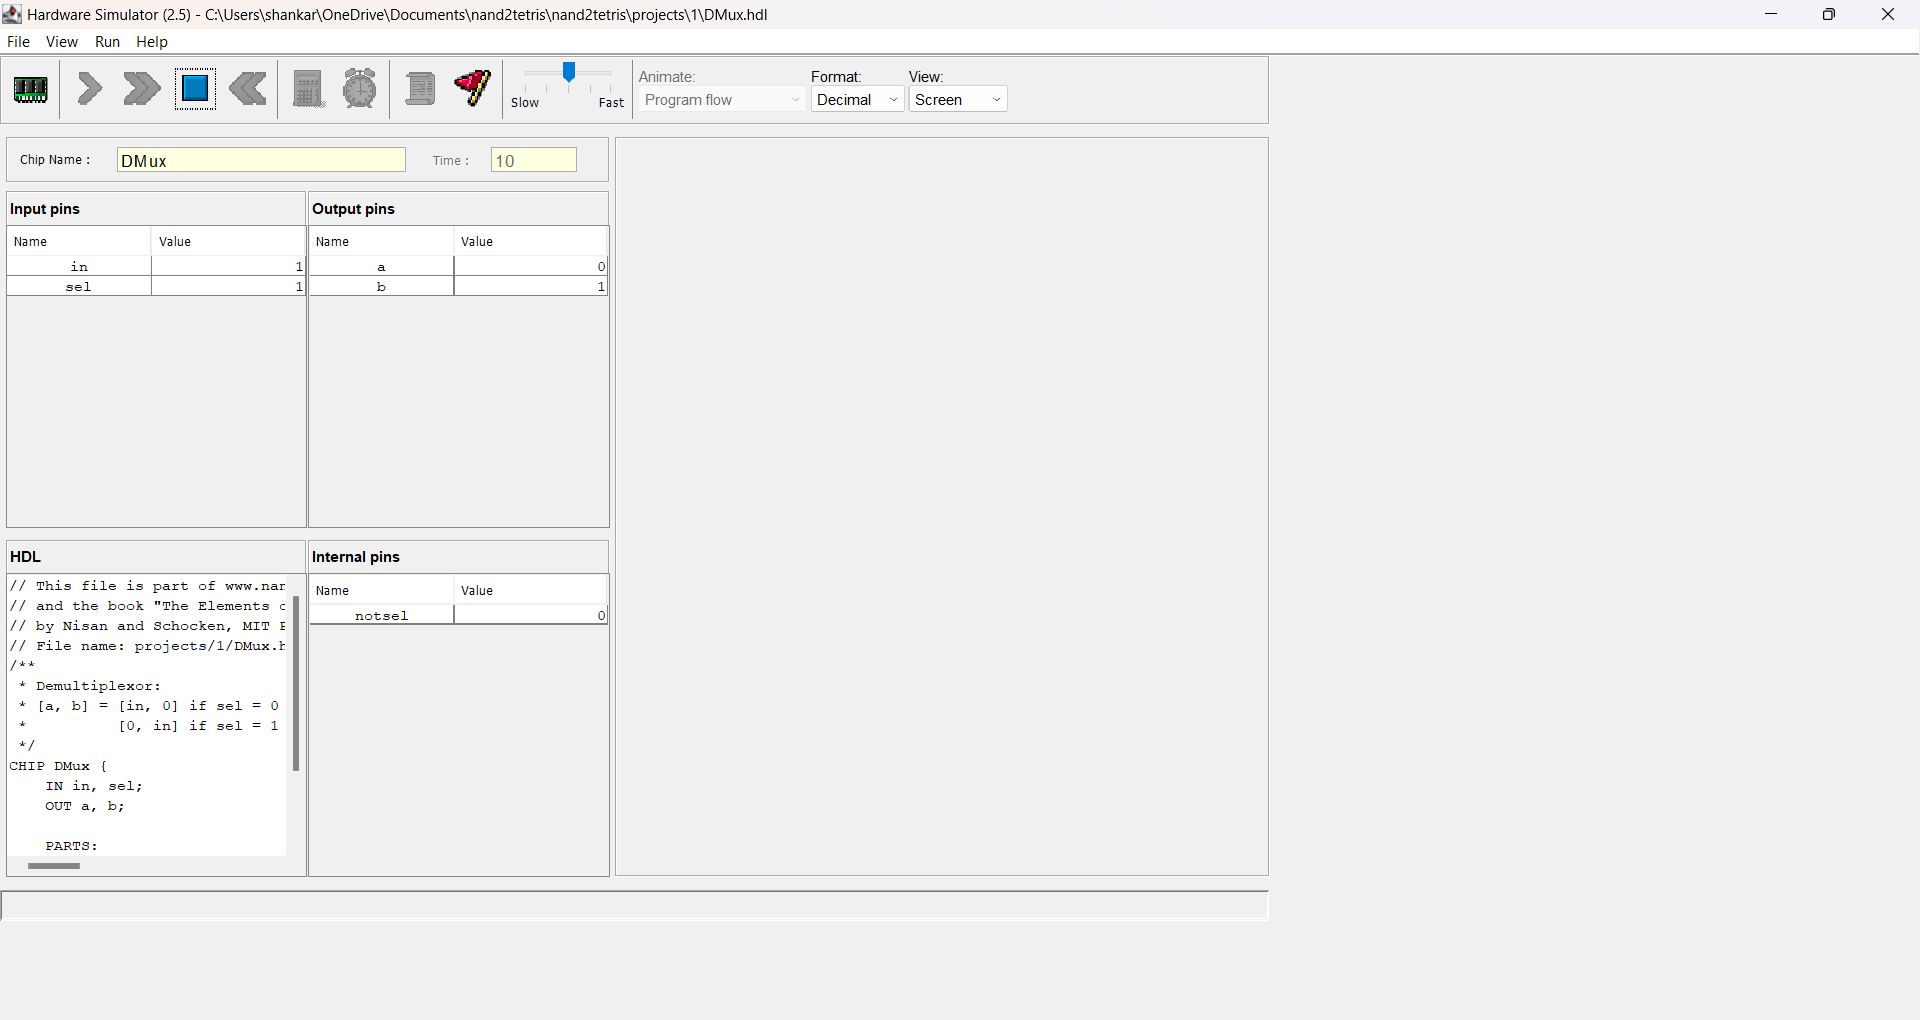 Hardware Simulator (2.5) - C:\Users\shankar\OneDrive\Documents\nand2tetris\nand2tetris\projects\1\DMux.hdl
File View Run Help
Slow Fast
Animate: Format: View:
Program flow Decimal Screen
Chip Name : DMux Time : 10
Input pins Output pins
Name Value Name Value
in 1 a 0
sel 1 b 1
HDL Internal pins
Name Value
notsel 0
// This file is part of www.nan
// and the book "The Elements o
// by Nisan and Schocken, MIT P
// File name: projects/1/DMux.h
/**
* Demultiplexor:
* [a, b] = [in, 0] if sel = 0
* [0, in] if sel = 1
*/
CHIP DMux {
IN in, sel;
OUT a, b;
PARTS: